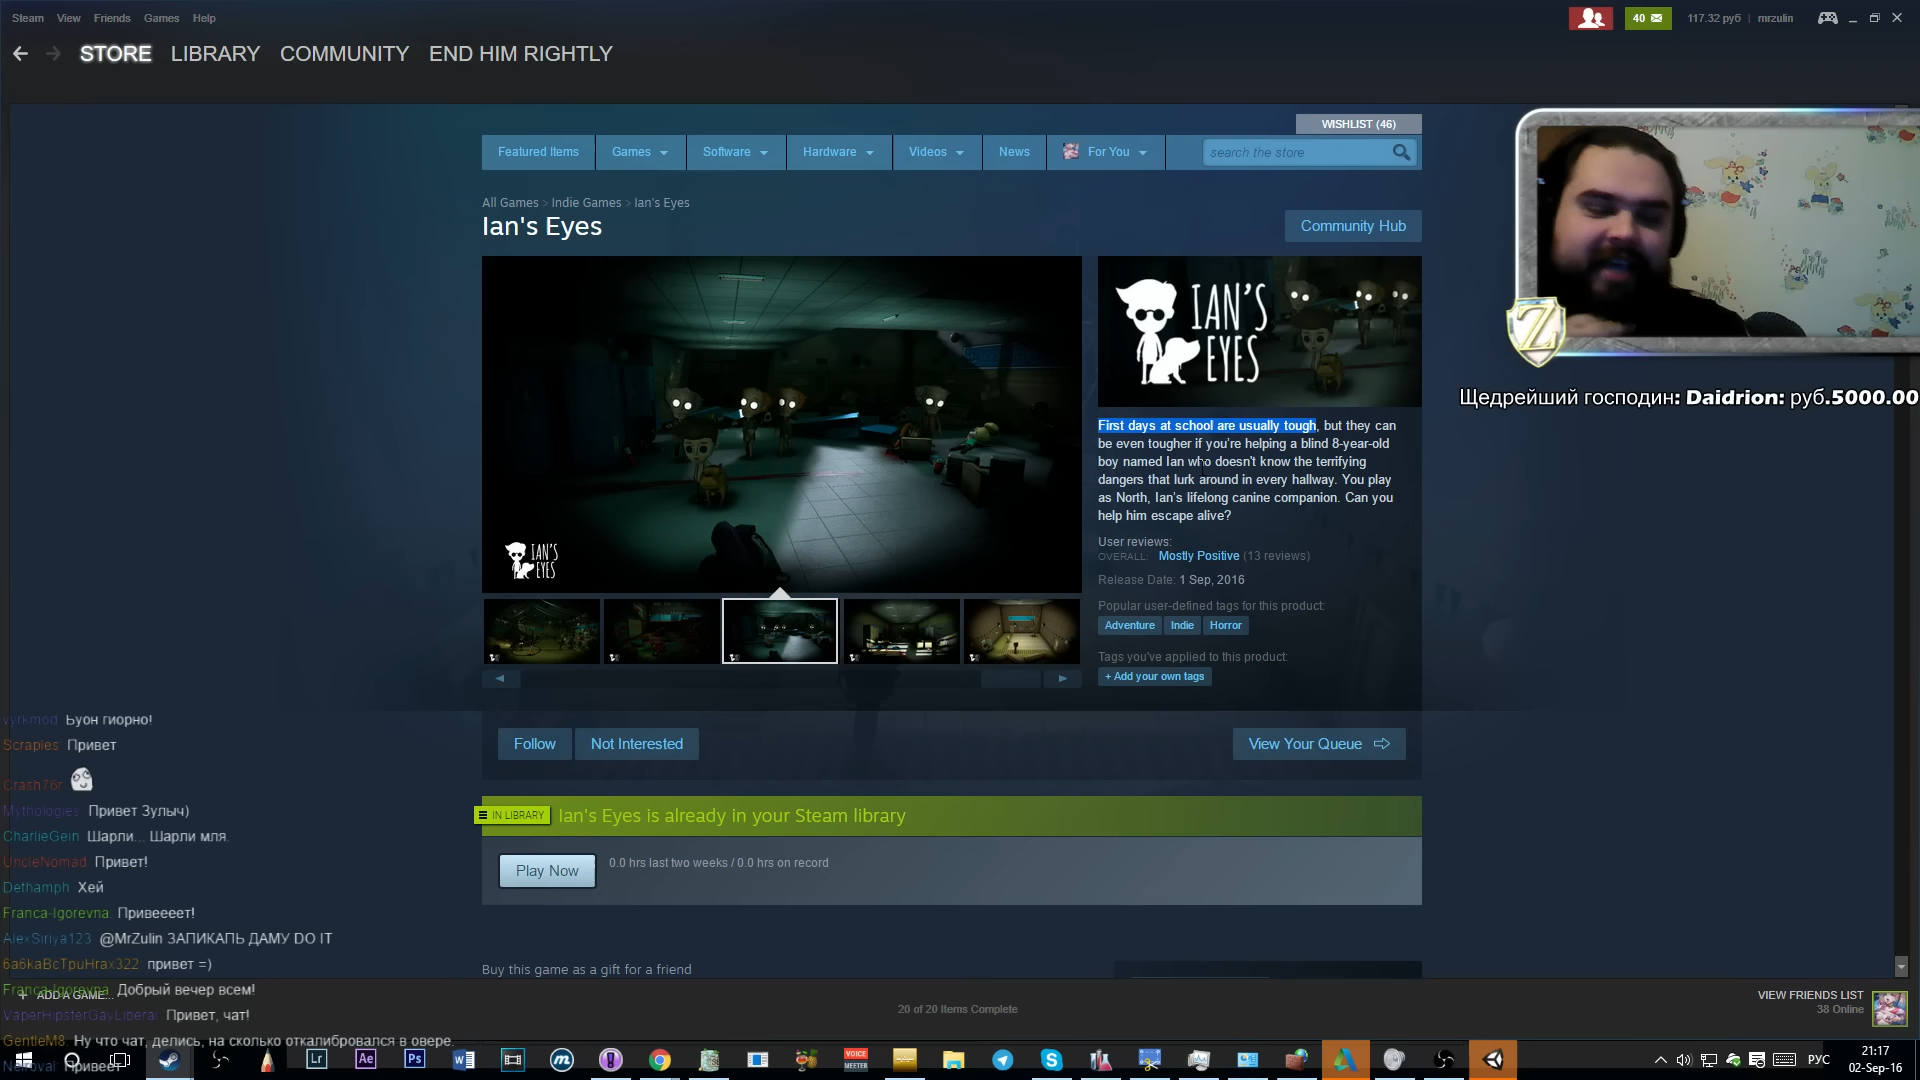 Steam View Friends Games Help
40
117.32 руб | mrzulin
STORE LIBRARY COMMUNITY END HIM RIGHTLY
WISHLIST (46)
Featured Items Games Software Hardware Videos News For You search the store
All Games > Indie Games > Ian's Eyes
Ian's Eyes
Community Hub
IAN'S
EYES
First days at school are usually tough, but they can
be even tougher if you're helping a blind 8-year-old
boy named Ian who doesn't know the terrifying
dangers that lurk around in every hallway. You play
as North, Ian's lifelong canine companion. Can you
help him escape alive?
User reviews:
OVERALL: Mostly Positive (13 reviews)
Release Date: 1 Sep, 2016
Popular user-defined tags for this product:
Adventure Indie Horror
Tags you've applied to this product:
+ Add your own tags
IAN'S
EYES
Z
Щедрейший господин: Daidrion: руб.5000.00
Follow Not Interested View Your Queue
IN LIBRARY Ian's Eyes is already in your Steam library
Play Now 0.0 hrs last two weeks / 0.0 hrs on record
Buy this game as a gift for a friend
vyrkmod Буон гиорно!
Scrapies Привет
Crash76r
Mythologies Привет Зулыч)
CharlieGein Шарли... Шарли мля.
UncleNomad Привет!
Dethamph Хей
Franca-Igorevna Привеееет!
AlexSiriya123 @MrZulin ЗАПИКАПЬ ДАМУ DO IT
6a6kaBcTpuHrax322 привет =)
Franca-Igorevna Добрый вечер всем!
+ ADD A GAME...
VaperHipsterGayLiberal Привет, чат!
GentleM8 Ну что чат, делись, на сколько откалибровался в овере.
Привеет
20 of 20 Items Complete
VIEW FRIENDS LIST
38 Online
Lr Ae Ps VOICE MEETER
РУС
21:17
02-Sep-16